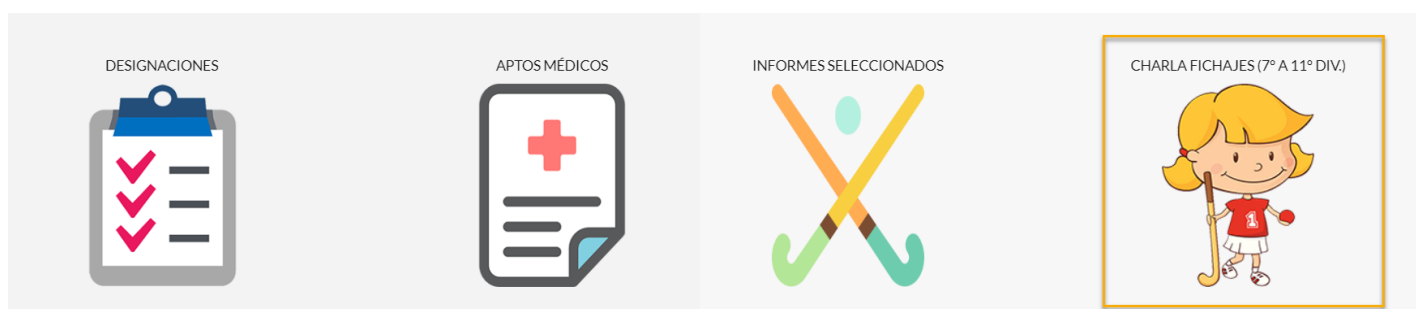 DESIGNACIONES
APTOS MÉDICOS
INFORMES SELECCIONADOS
CHARLA FICHAJES (7° A 11° DIV.)
1